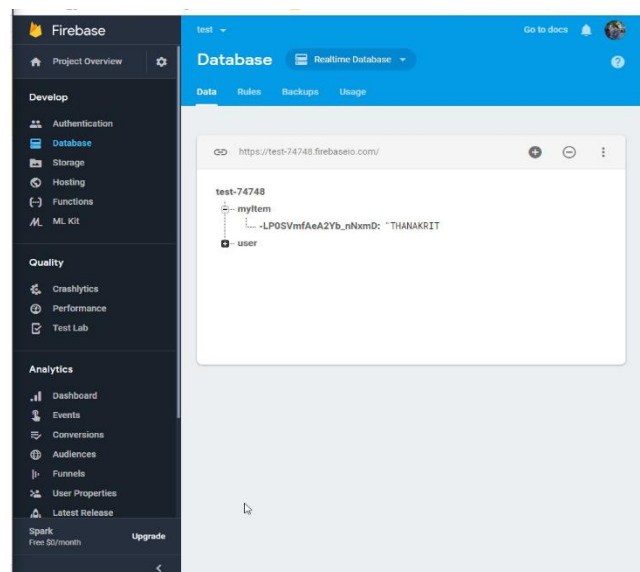 Firebase
test
Go to docs
Project Overview
Database
Realtime Database
Data Rules Backups Usage
Develop
Authentication
Database
Storage
Hosting
Functions
ML Kit
https://test-74748.firebaseio.com/
test-74748
myItem
-LP0SVmfAeA2Yb_nNxmD: "THANAKRIT
user
Quality
Crashlytics
Performance
Test Lab
Analytics
Dashboard
Events
Conversions
Audiences
Funnels
User Properties
Latest Release
Spark
Free $0/month
Upgrade